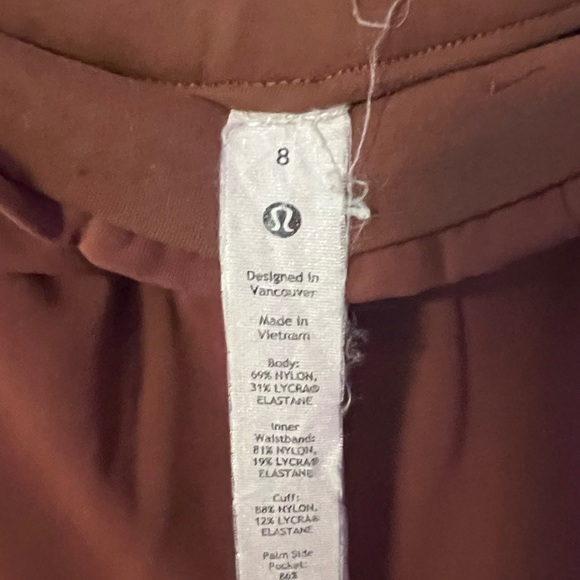 8
Designed in
Vancouver
Made in
Vietnam
Body:
69% NYLON,
31% LYCRA®
ELASTANE
Inner
Waistband:
81% NYLON,
19% LYCRA®
ELASTANE
Cuff:
88% NYLON,
12% LYCRA®
ELASTANE
Palm Side
Pocket:
86%